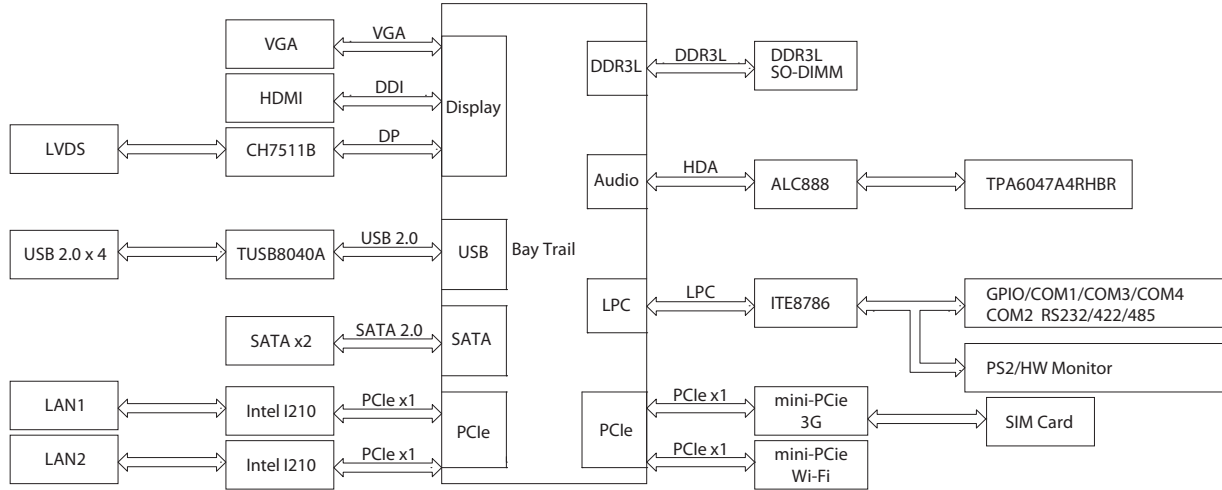 VGA
VGA
HDMI
DDI
Display
LVDS
CH7511B
DP
USB 2.0 x 4
TUSB8040A
USB 2.0
USB
SATA x2
SATA 2.0
SATA
LAN1
Intel I210
PCIe x1
PCIe
LAN2
Intel I210
PCIe x1
Bay Trail
DDR3L
DDR3L
DDR3L
SO-DIMM
Audio
HDA
ALC888
TPA6047A4RHBR
LPC
LPC
ITE8786
GPIO/COM1/COM3/COM4
COM2 RS232/422/485
PS2/HW Monitor
PCIe
PCIe x1
mini-PCie
3G
SIM Card
PCIe x1
mini-PCie
Wi-Fi